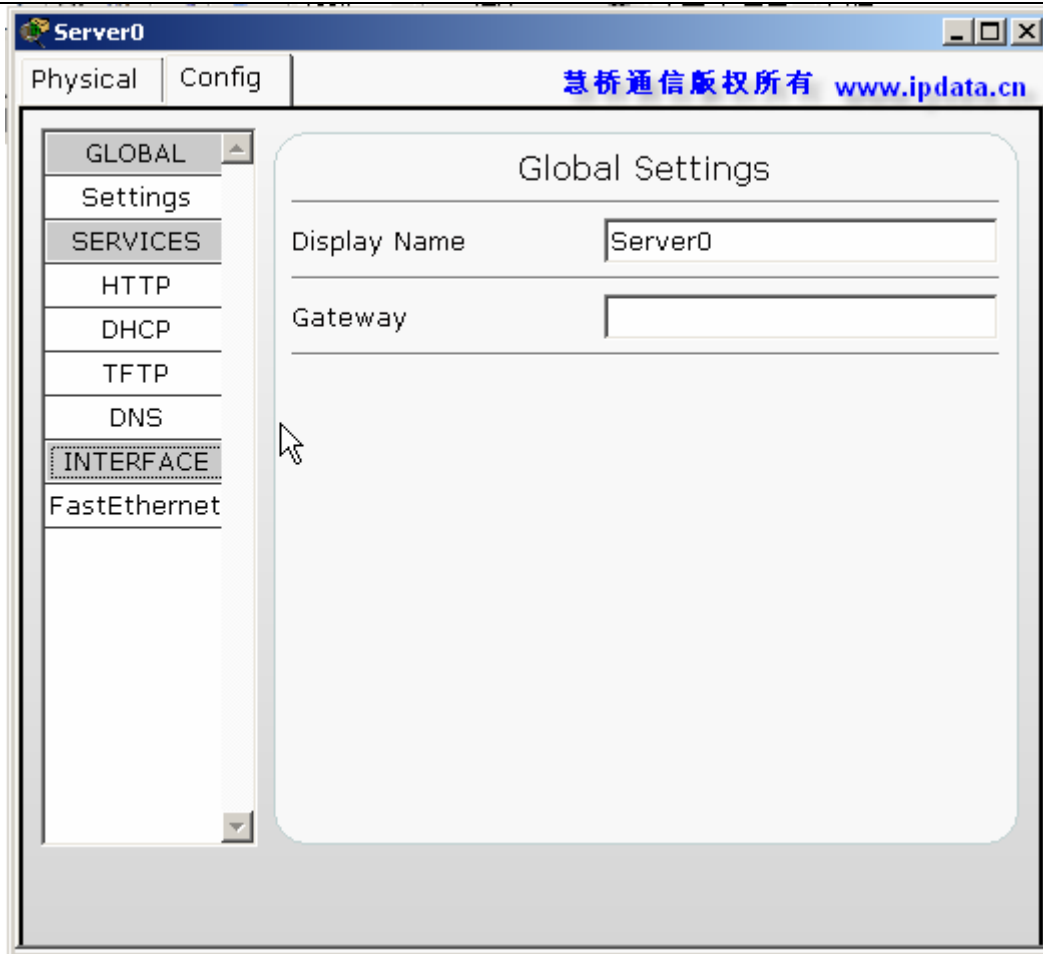 Server0
Physical
Config
慧桥通信版权所有 www.ipdata.cn
GLOBAL
Settings
SERVICES
HTTP
DHCP
TFTP
DNS
INTERFACE
FastEthernet
Global Settings
Display Name
Server0
Gateway